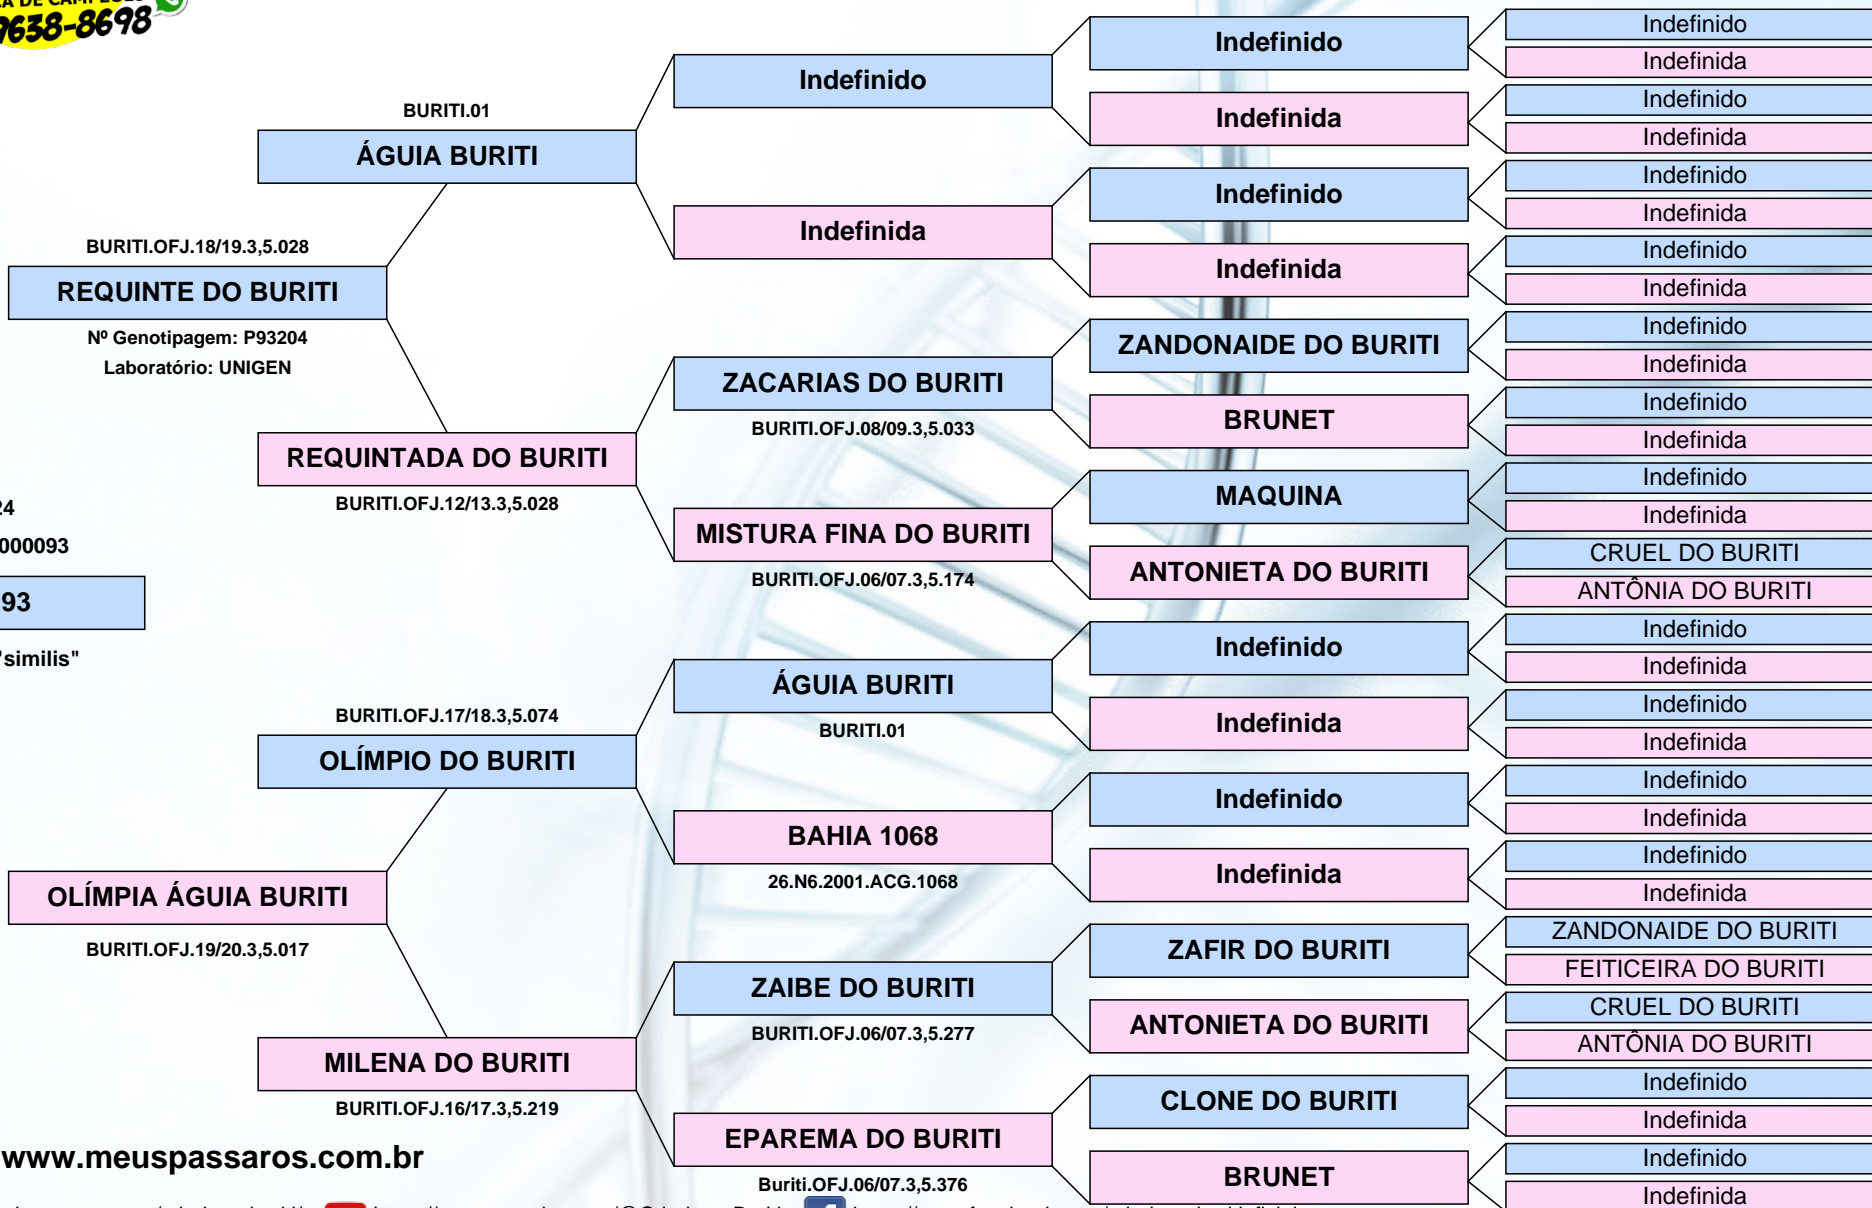 9638-8698
24
000093
93
"similis"
BURITI.OFJ.18/19.3,5.028
REQUINTE DO BURITI
Nº Genotipagem: P93204
Laboratório: UNIGEN
OLÍMPIA ÁGUIA BURITI
BURITI.OFJ.19/20.3,5.017
BURITI.01
ÁGUIA BURITI
REQUINTADA DO BURITI
BURITI.OFJ.12/13.3,5.028
BURITI.OFJ.17/18.3,5.074
OLÍMPIO DO BURITI
MILENA DO BURITI
BURITI.OFJ.16/17.3,5.219
Indefinido
Indefinida
ZACARIAS DO BURITI
BURITI.OFJ.08/09.3,5.033
MISTURA FINA DO BURITI
BURITI.OFJ.06/07.3,5.174
ÁGUIA BURITI
BURITI.01
BAHIA 1068
26.N6.2001.ACG.1068
ZAIBE DO BURITI
BURITI.OFJ.06/07.3,5.277
EPAREMA DO BURITI
Buriti.OFJ.06/07.3,5.376
Indefinido
Indefinida
Indefinido
Indefinida
ZANDONAIDE DO BURITI
BRUNET
MAQUINA
ANTONIETA DO BURITI
Indefinido
Indefinida
Indefinido
Indefinida
ZAFIR DO BURITI
ANTONIETA DO BURITI
CLONE DO BURITI
BRUNET
Indefinido
Indefinida
Indefinido
Indefinida
Indefinido
Indefinida
Indefinido
Indefinida
Indefinido
Indefinida
Indefinido
Indefinida
Indefinido
Indefinida
CRUEL DO BURITI
ANTÔNIA DO BURITI
Indefinido
Indefinida
Indefinido
Indefinida
Indefinido
Indefinida
Indefinido
Indefinida
ZANDONAIDE DO BURITI
FEITICEIRA DO BURITI
CRUEL DO BURITI
ANTÔNIA DO BURITI
Indefinido
Indefinida
Indefinido
Indefinida
www.meuspassaros.com.br